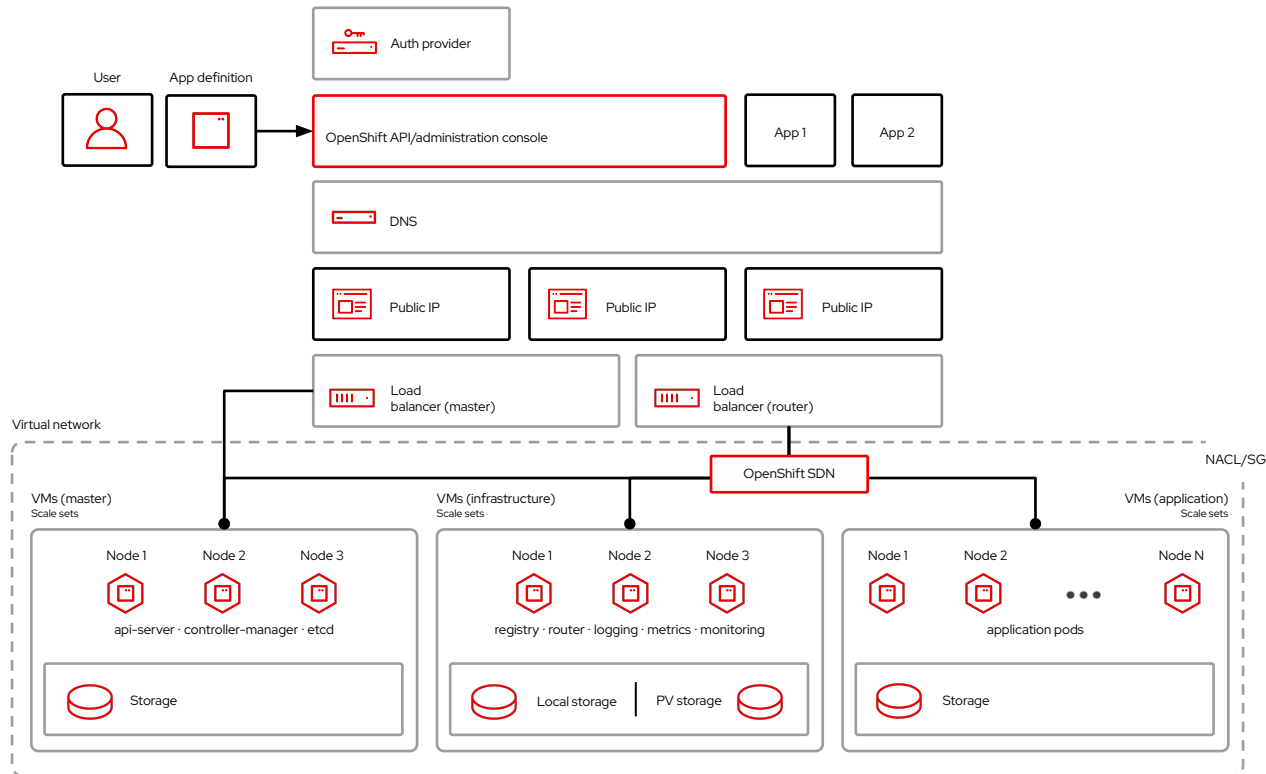 Auth provider
User
App definition
OpenShift API/administration console
App 1
App 2
DNS
Public IP
Public IP
Public IP
Load
balancer (master)
Load
balancer (router)
Virtual network
NACL/SG
OpenShift SDN
VMs (master)
Scale sets
VMs (infrastructure)
Scale sets
VMs (application)
Scale sets
Node 1
Node 2
Node 3
api-server · controller-manager · etcd
Storage
Node 1
Node 2
Node 3
registry · router · logging · metrics · monitoring
Local storage
PV storage
Node 1
Node 2
Node N
application pods
Storage